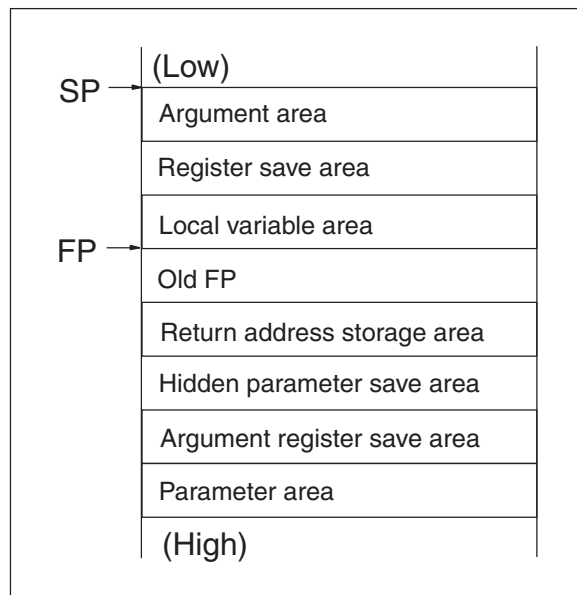 (Low)
SP
Argument area
Register save area
Local variable area
FP
Old FP
Return address storage area
Hidden parameter save area
Argument register save area
Parameter area
(High)